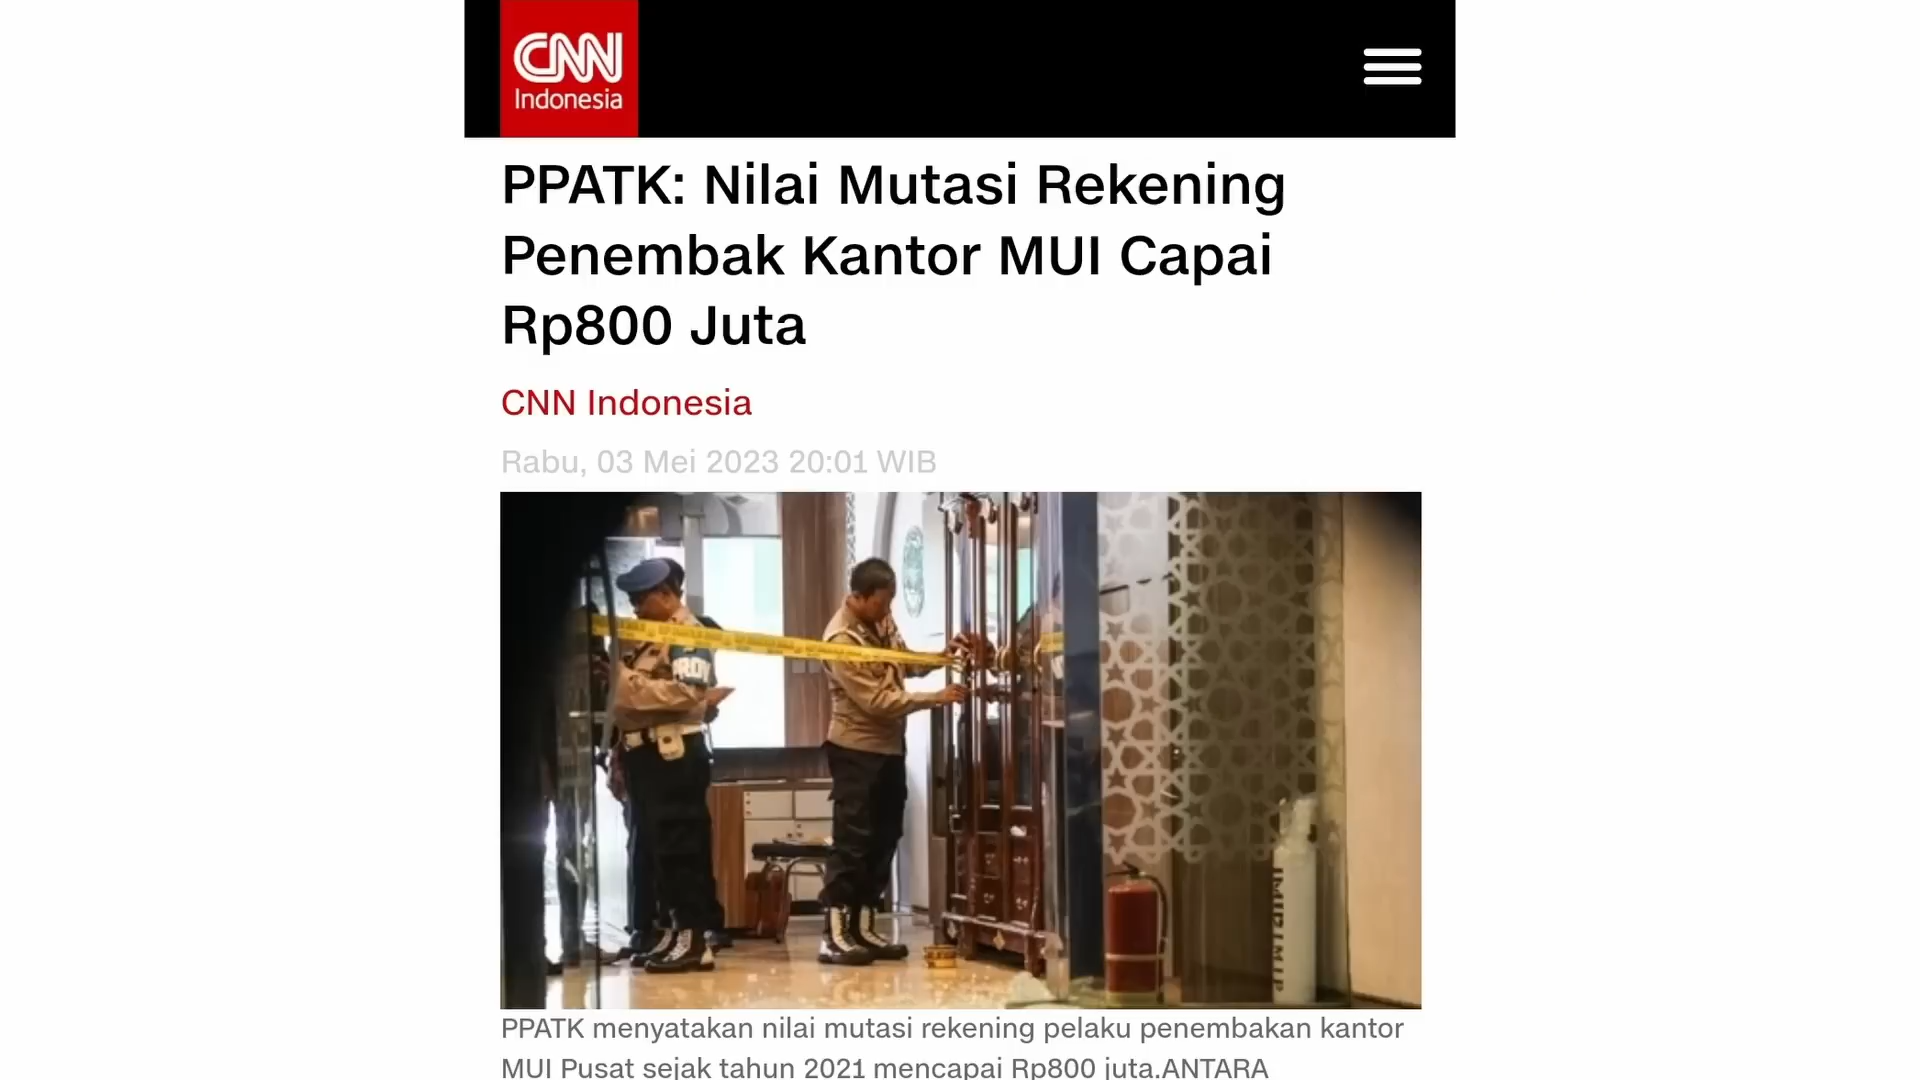 CNN
Indonesia
PPATK: Nilai Mutasi Rekening
Penembak Kantor MUI Capai
Rp800 Juta
CNN Indonesia
Rabu, 03 Mei 2023 20:01 WIB
PROV
PPATK menyatakan nilai mutasi rekening pelaku penembakan kantor
MUI Pusat sejak tahun 2021 mencapai Rp800 juta.ANTARA